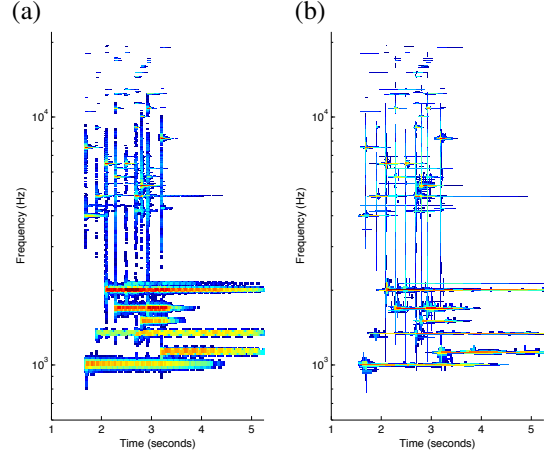 (a)
(b)
Frequency (Hz)
10^4
10^3
1
2
3
4
5
Time (seconds)
Frequency (Hz)
10^4
10^3
1
2
3
4
5
Time (seconds)